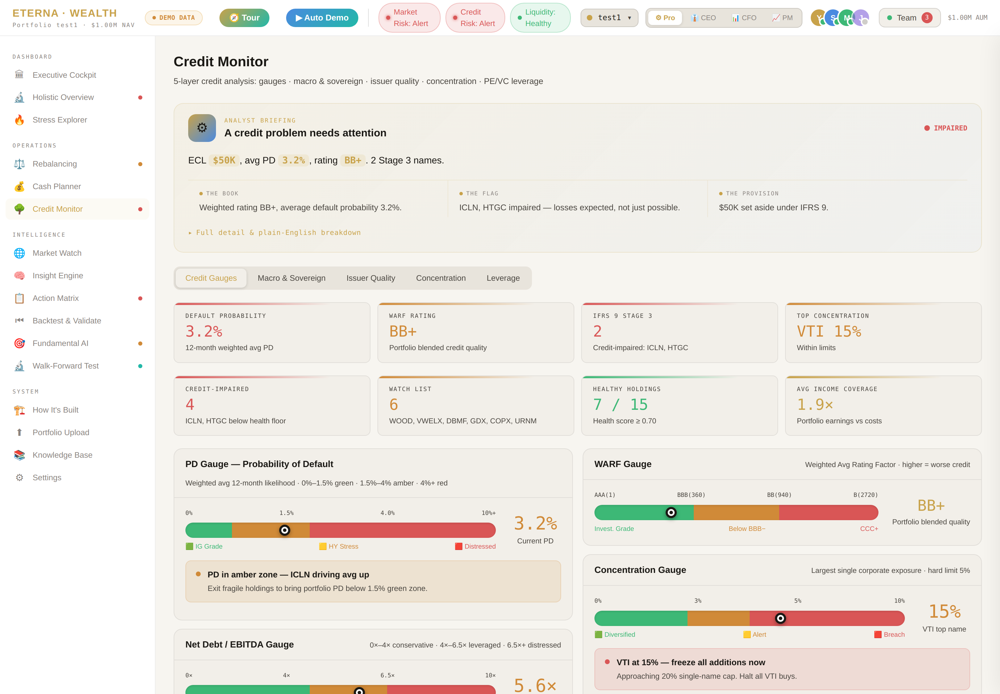 ETERNA · WEALTH
Portfolio test1 · $1.00M NAV
DEMO DATA
🧭 Tour
▶ Auto Demo
Market
Risk: Alert
Credit
Risk: Alert
Liquidity:
Healthy
test1 ▾
⚙ Pro
👔 CEO
📊 CFO
📈 PM
Y
S
M
J
Team 3
$1.00M AUM
DASHBOARD
Executive Cockpit
Holistic Overview
Stress Explorer
OPERATIONS
Rebalancing
Cash Planner
Credit Monitor
INTELLIGENCE
Market Watch
Insight Engine
Action Matrix
Backtest & Validate
Fundamental AI
Walk-Forward Test
SYSTEM
How It's Built
Portfolio Upload
Knowledge Base
Settings
Credit Monitor
5-layer credit analysis: gauges · macro & sovereign · issuer quality · concentration · PE/VC leverage
ANALYST BRIEFING
A credit problem needs attention
IMPAIRED
ECL $50K , avg PD 3.2% , rating BB+ . 2 Stage 3 names.
THE BOOK
Weighted rating BB+, average default probability 3.2%.
THE FLAG
ICLN, HTGC impaired — losses expected, not just possible.
THE PROVISION
$50K set aside under IFRS 9.
▸ Full detail & plain-English breakdown
Credit Gauges
Macro & Sovereign
Issuer Quality
Concentration
Leverage
DEFAULT PROBABILITY
3.2%
12-month weighted avg PD
WARF RATING
BB+
Portfolio blended credit quality
IFRS 9 STAGE 3
2
Credit-impaired: ICLN, HTGC
TOP CONCENTRATION
VTI 15%
Within limits
CREDIT-IMPAIRED
4
ICLN, HTGC below health floor
WATCH LIST
6
WOOD, VWELX, DBMF, GDX, COPX, URNM
HEALTHY HOLDINGS
7 / 15
Health score ≥ 0.70
AVG INCOME COVERAGE
1.9×
Portfolio earnings vs costs
PD Gauge — Probability of Default
Weighted avg 12-month likelihood · 0%–1.5% green · 1.5%–4% amber · 4%+ red
0% 1.5% 4.0% 10%+
🟩 IG Grade 🟨 HY Stress 🟥 Distressed
3.2%
Current PD
PD in amber zone — ICLN driving avg up
Exit fragile holdings to bring portfolio PD below 1.5% green zone.
WARF Gauge
Weighted Avg Rating Factor · higher = worse credit
AAA(1) BBB(360) BB(940) B(2720)
Invest. Grade Below BBB− CCC+
BB+
Portfolio blended quality
Concentration Gauge
Largest single corporate exposure · hard limit 5%
0% 3% 5% 10%
🟩 Diversified 🟨 Alert 🟥 Breach
15%
VTI top name
VTI at 15% — freeze all additions now
Approaching 20% single-name cap. Halt all VTI buys.
Net Debt / EBITDA Gauge
0×–4× conservative · 4×–6.5× leveraged · 6.5×+ distressed
0× 4× 6.5× 10×
5.6×